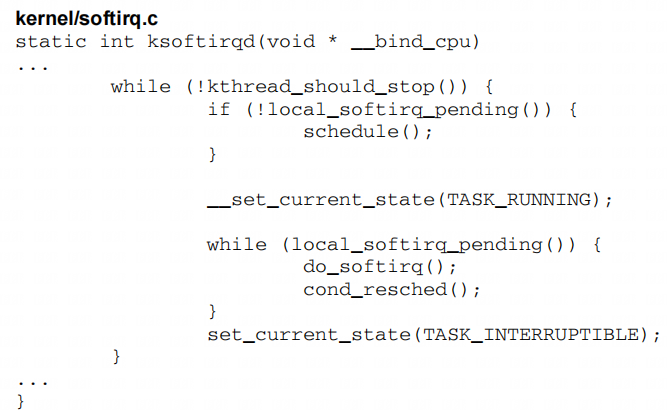 kernel/softirq.c
static int ksoftirqd(void * __bind_cpu)
...
        while (!kthread_should_stop()) {
                if (!local_softirq_pending()) {
                        schedule();
                }
                __set_current_state(TASK_RUNNING);
                while (local_softirq_pending()) {
                        do_softirq();
                        cond_resched();
                }
                set_current_state(TASK_INTERRUPTIBLE);
        }
...
}